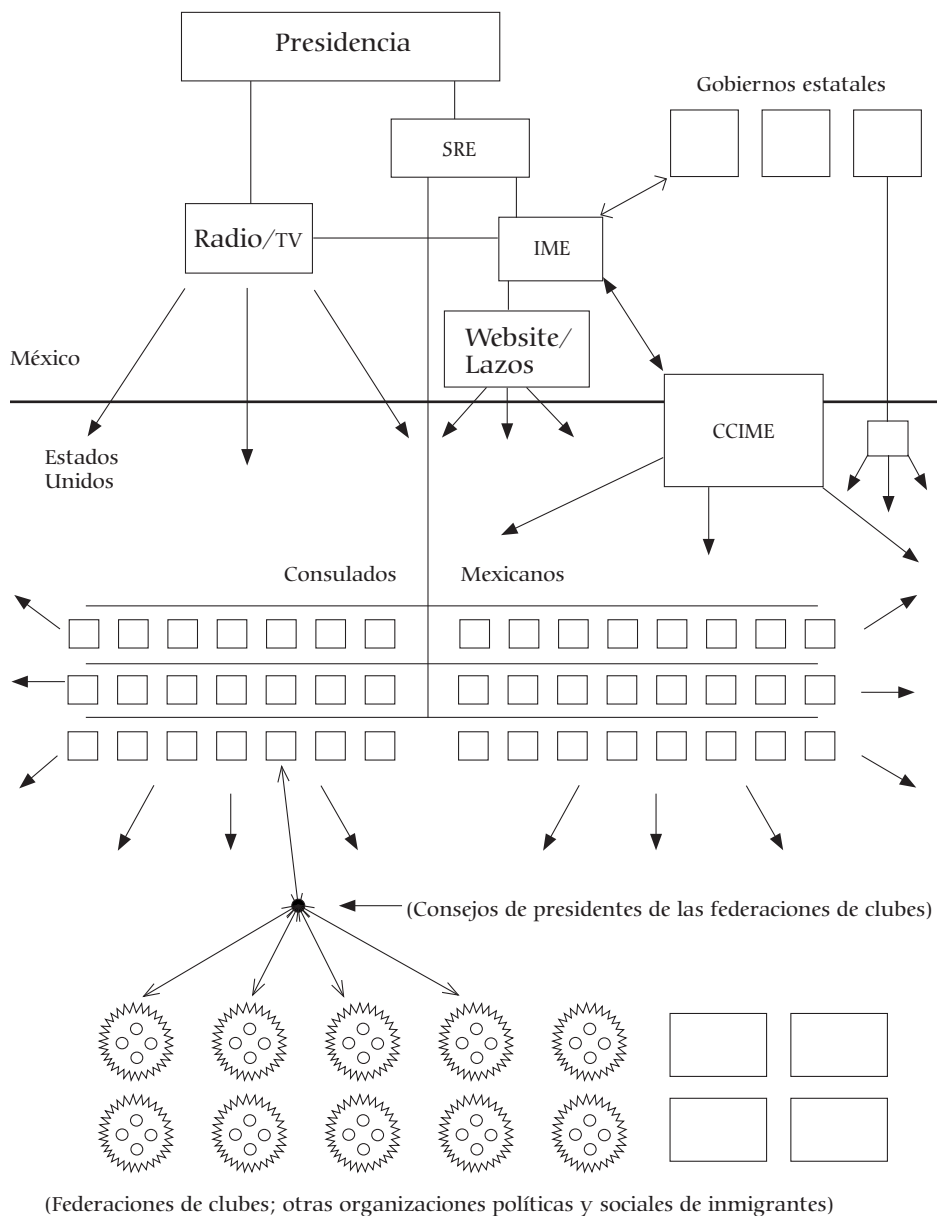 Presidencia
Gobiernos estatales
SRE
Radio/TV
IME
Website/
Lazos
México
CCIME
Estados
Unidos
Consulados
Mexicanos
(Consejos de presidentes de las federaciones de clubes)
(Federaciones de clubes; otras organizaciones políticas y sociales de inmigrantes)